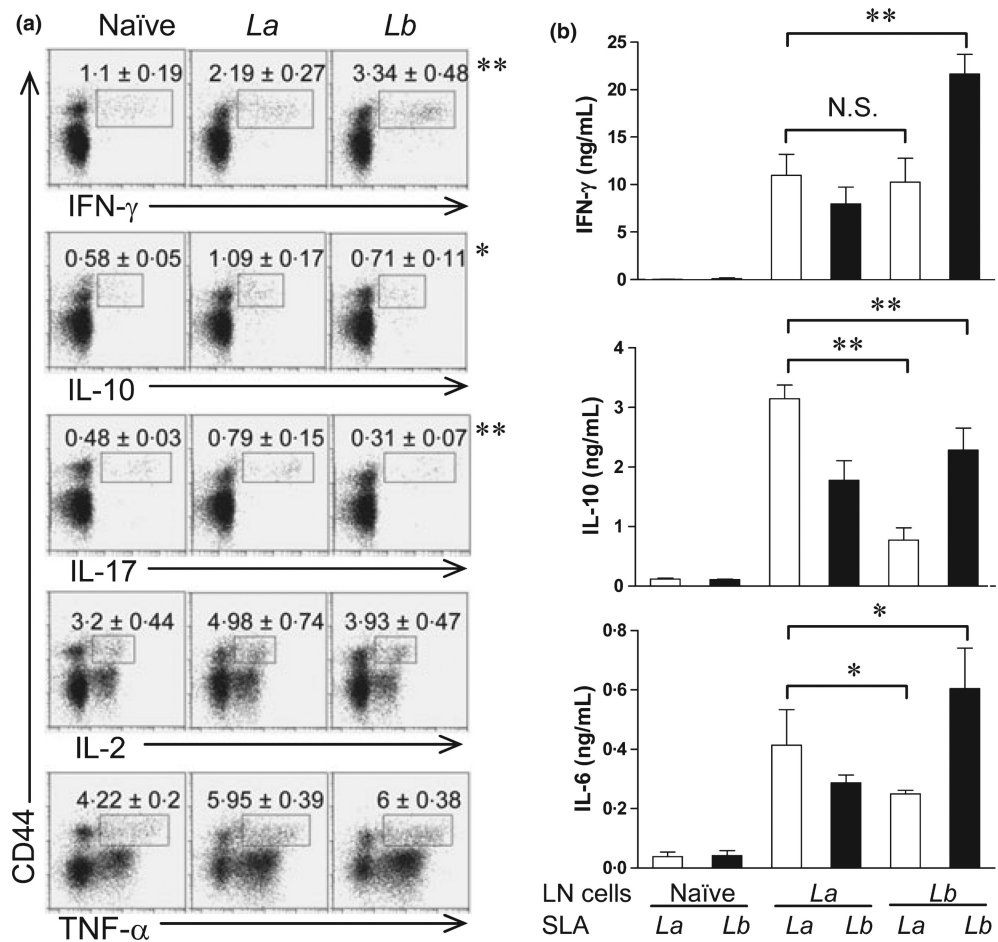 (a)
Naïve La Lb
1·1 ± 0·19 2·19 ± 0·27 3·34 ± 0·48 **
IFN-γ
0·58 ± 0·05 1·09 ± 0·17 0·71 ± 0·11 *
IL-10
0·48 ± 0·03 0·79 ± 0·15 0·31 ± 0·07 **
IL-17
3·2 ± 0·44 4·98 ± 0·74 3·93 ± 0·47
IL-2
4·22 ± 0·2 5·95 ± 0·39 6 ± 0·38
TNF-α
CD44
(b)
**
N.S.
25
20
15
10
5
0
IFN-γ (ng/mL)
**
**
4
3
2
1
0
IL-10 (ng/mL)
*
*
0·8
0·6
0·4
0·2
0·0
IL-6 (ng/mL)
LN cells Naïve La Lb
SLA La Lb La Lb La Lb